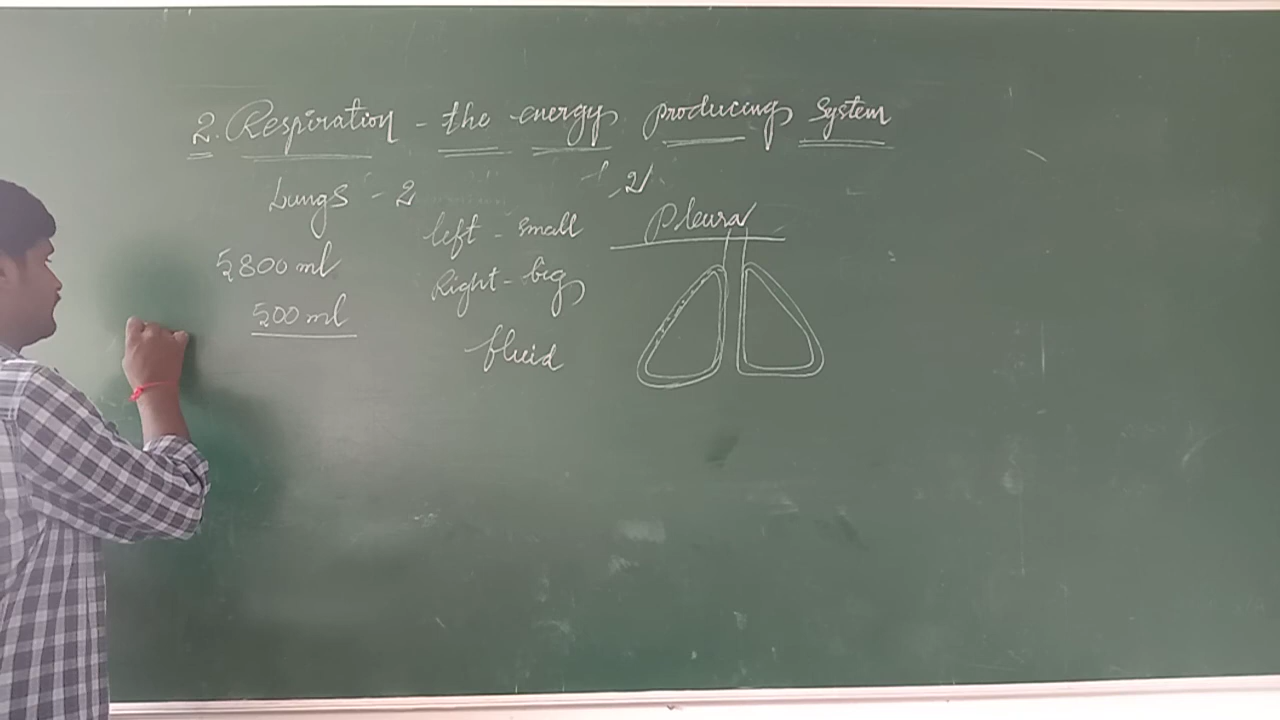 2. Respiration - the energy producing system
Lungs - 2
left - small
Right - big
fluid
5800 ml
500 ml
Pleura